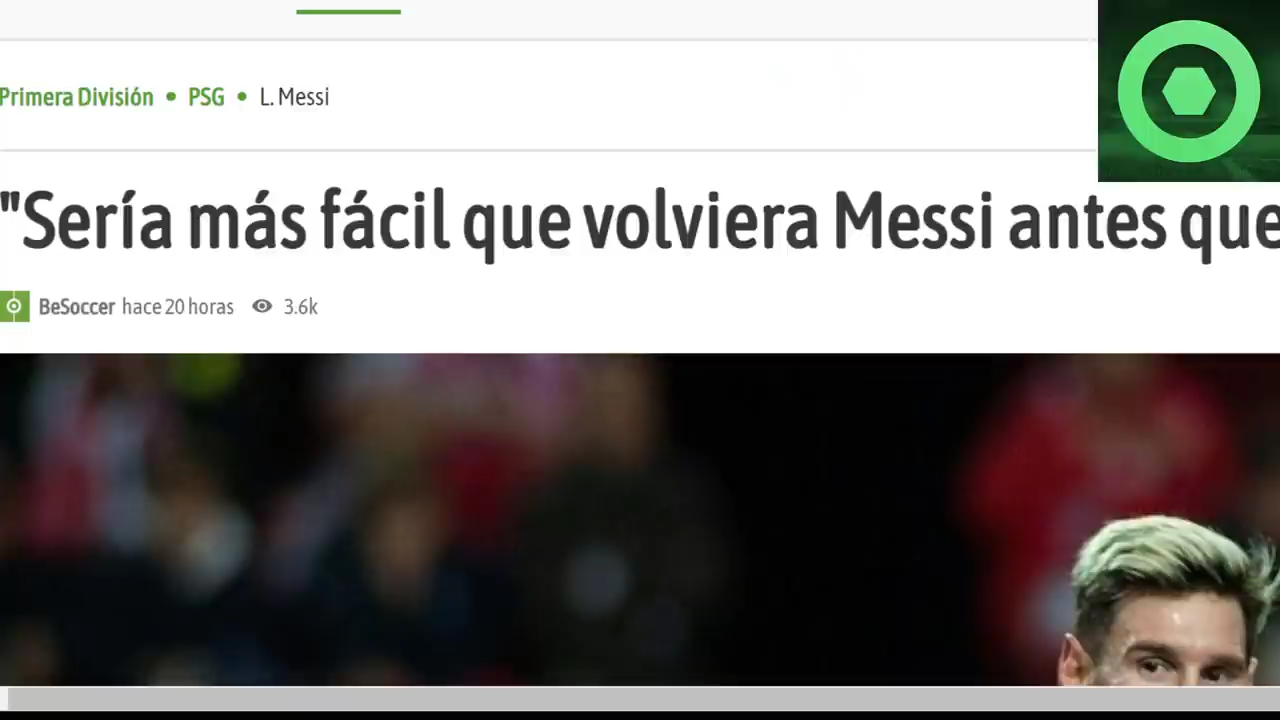 Primera División • PSG • L. Messi
"Sería más fácil que volviera Messi antes que
BeSoccer hace 20 horas 3.6k